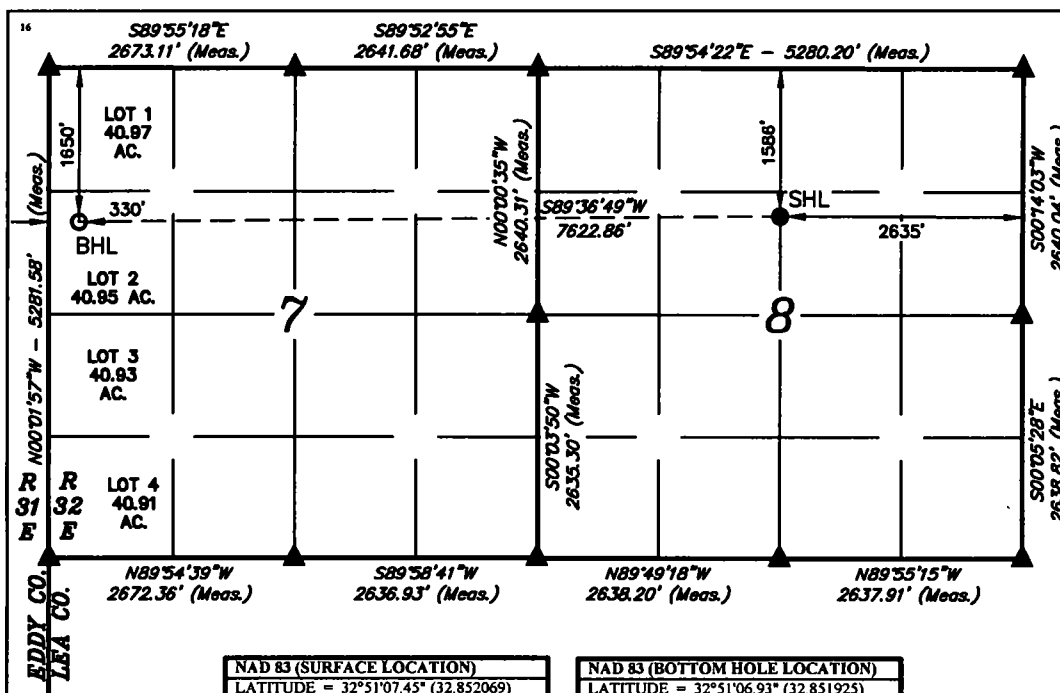 16
S89°55'18"E
2673.11' (Meas.)
S89°52'55"E
2641.68' (Meas.)
S89°54'22"E - 5280.20' (Meas.)
LOT 1
40.97
AC.
1650'
330'
BHL
N00°01'57"W - 5281.58' (Meas.)
LOT 2
40.95 AC.
7
LOT 3
40.93
AC.
LOT 4
40.91
AC.
N00°00'35"W
2640.31' (Meas.)
S89°36'49"W
7622.86'
1586'
SHL
2635'
8
S00°14'03"W
2640.04' (Meas.)
S00°03'50"W
2635.30' (Meas.)
S00°05'28"E
2638.82' (Meas.)
R
31
E
R
32
E
N89°54'39"W
2672.36' (Meas.)
S89°58'41"W
2636.93' (Meas.)
N89°49'18"W
2638.20' (Meas.)
N89°55'15"W
2637.91' (Meas.)
EDDY CO.
LEA CO.
NAD 83 (SURFACE LOCATION)
LATITUDE = 32°51'07.45" (32.852069)
NAD 83 (BOTTOM HOLE LOCATION)
LATITUDE = 32°51'06.93" (32.851925)